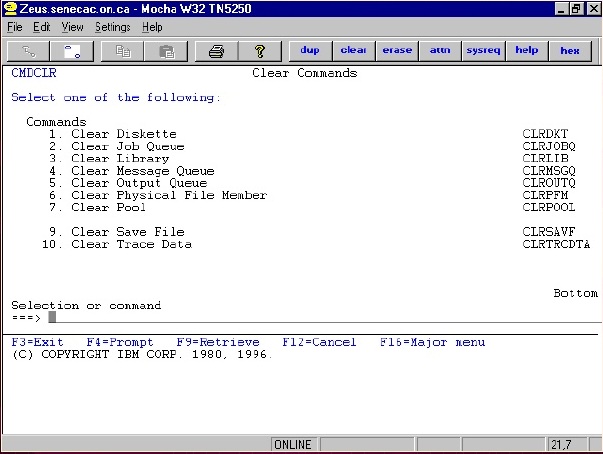 Zeus.senecac.on.ca - Mocha W32 TN5250
File Edit View Settings Help
dup clear erase attn sysreq help hex
CMDCLR Clear Commands
Select one of the following:
Commands
1. Clear Diskette CLRDKT
2. Clear Job Queue CLRJOBQ
3. Clear Library CLRLIB
4. Clear Message Queue CLRMSGQ
5. Clear Output Queue CLROUTQ
6. Clear Physical File Member CLRPFM
7. Clear Pool CLRPOOL
9. Clear Save File CLRSAVF
10. Clear Trace Data CLRTRCDTA
Bottom
Selection or command
===>
F3=Exit F4=Prompt F9=Retrieve F12=Cancel F16=Major menu
(C) COPYRIGHT IBM CORP. 1980, 1996.
ONLINE 21,7